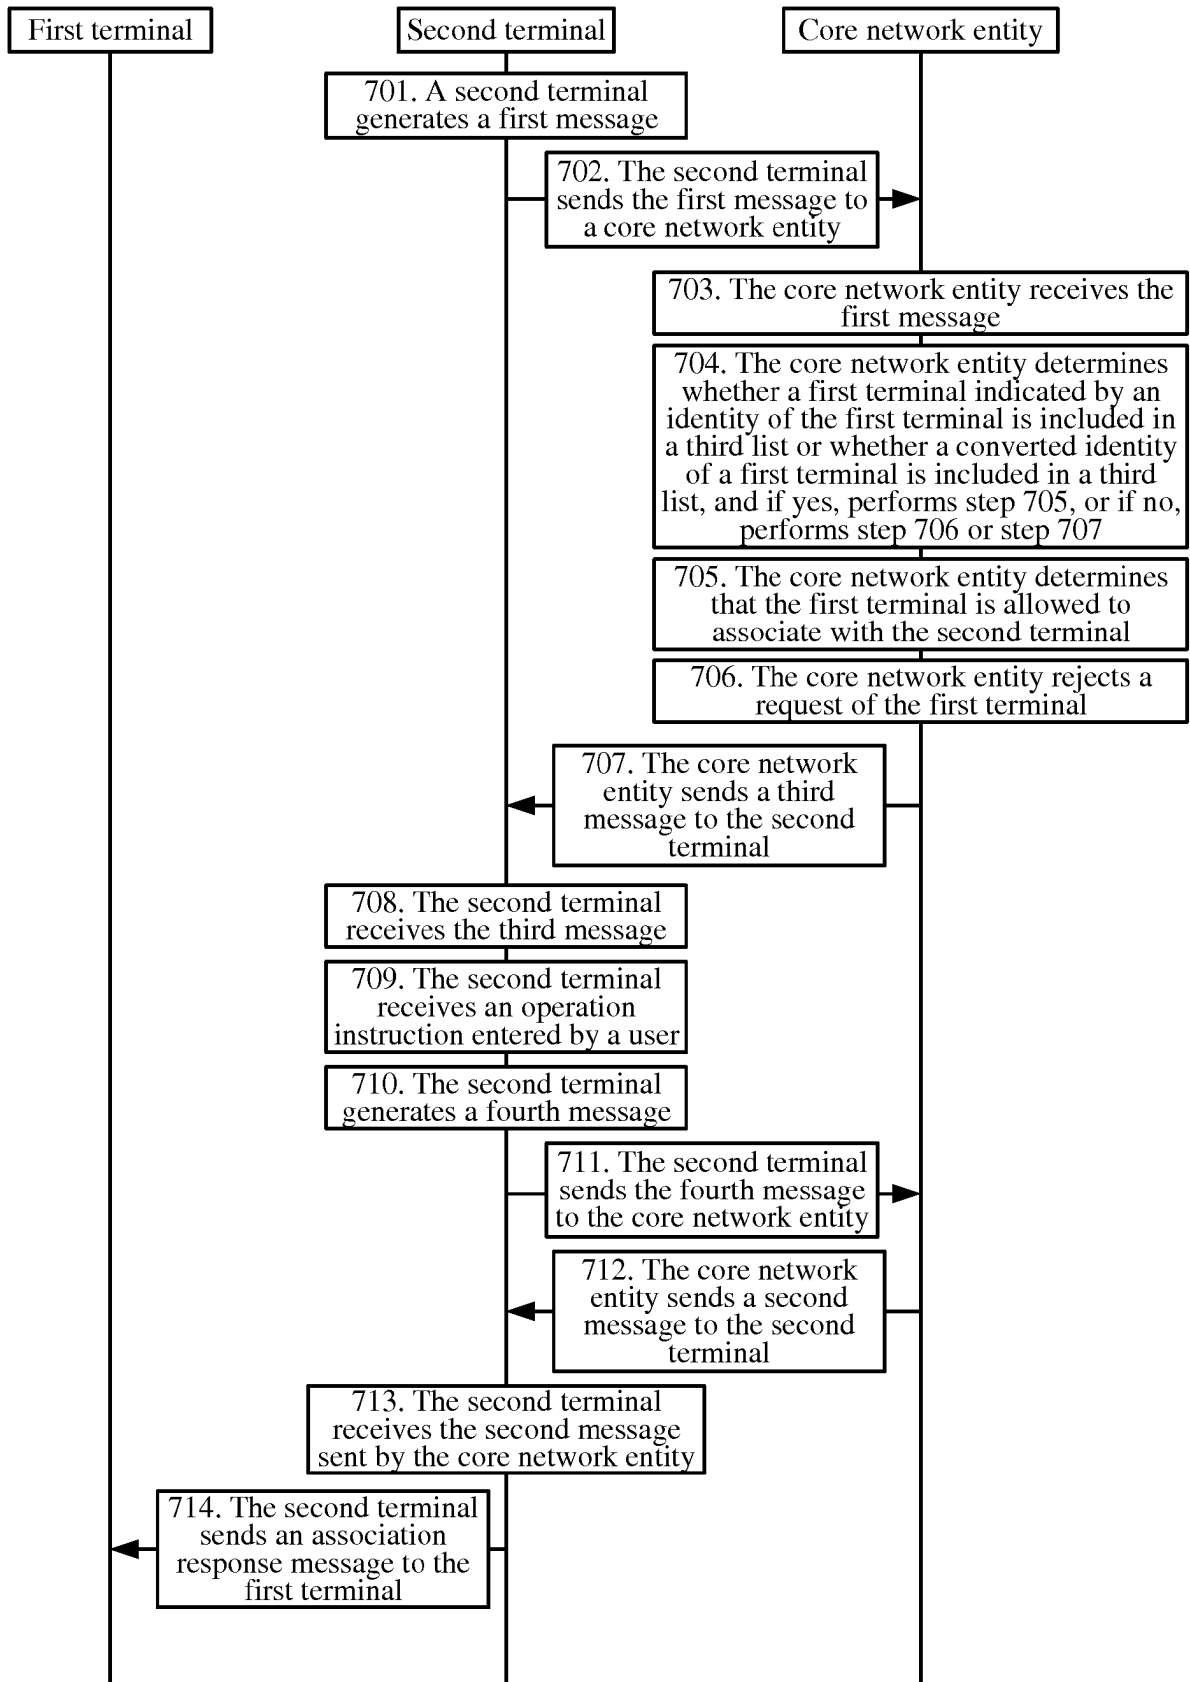 First terminal
Second terminal
Core network entity
701. A second terminal
generates a first message
702. The second terminal
sends the first message to
a core network entity
703. The core network entity receives the
first message
704. The core network entity determines
whether a first terminal indicated by an
identity of the first terminal is included in
a third list or whether a converted identity
of a first terminal is included in a third
list, and if yes, performs step 705, or if no,
performs step 706 or step 707
705. The core network entity determines
that the first terminal is allowed to
associate with the second terminal
706. The core network entity rejects a
request of the first terminal
707. The core network
entity sends a third
message to the second
terminal
708. The second terminal
receives the third message
709. The second terminal
receives an operation
instruction entered by a user
710. The second terminal
generates a fourth message
711. The second terminal
sends the fourth message
to the core network entity
712. The core network
entity sends a second
message to the second
terminal
713. The second terminal
receives the second message
sent by the core network entity
714. The second terminal
sends an association
response message to the
first terminal